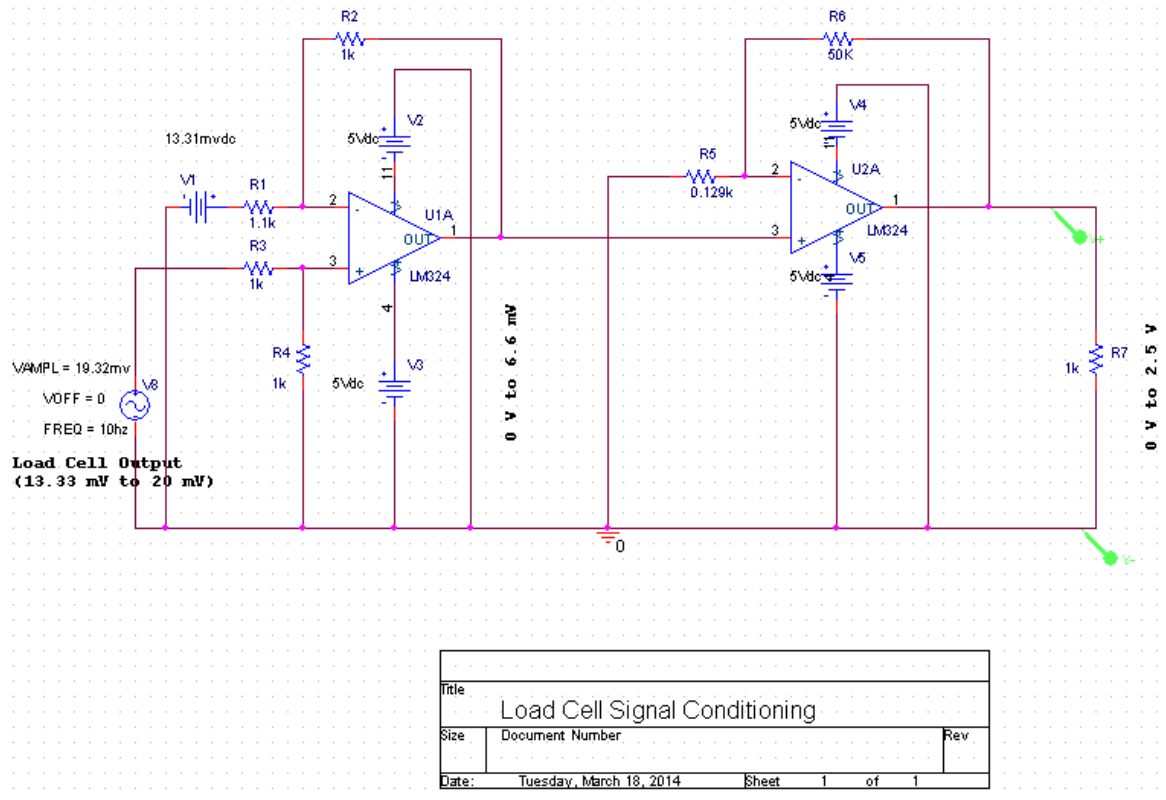 R2
1k
R6
50K
V2
5Vdc
V4
5Vdc
11
11
13.31mvdc
V1
R1
1.1k
2
U1A
OUT
1
LM324
R3
1k
3
R5
0.129k
2
U2A
OUT
1
LM324
3
V5
5Vdc
4
V+
4
R4
1k
V3
5Vdc
0 V to 6.6 mV
R7
1k
0 V to 2.5 V
VAMPL = 19.32mv
V8
VOFF = 0
FREQ = 10hz
Load Cell Output
(13.33 mV to 20 mV)
0
V-
Title
Load Cell Signal Conditioning
Size
Document Number
Rev
Date:
Tuesday, March 18, 2014
Sheet 1 of 1